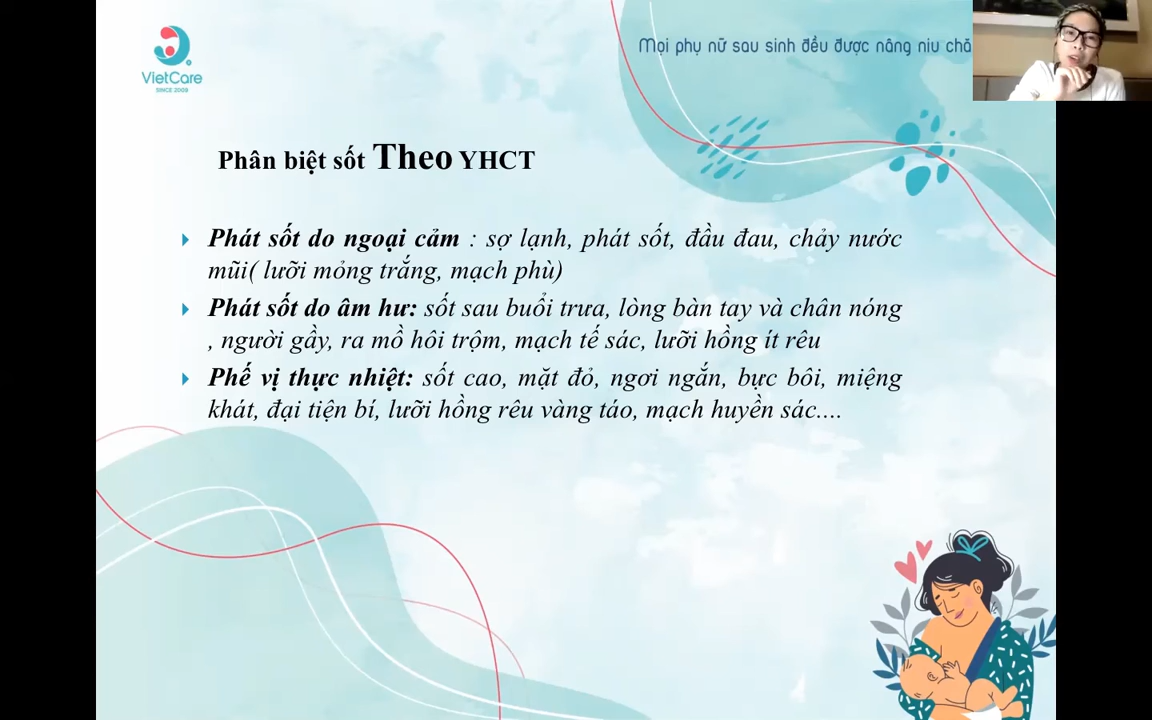 VietCare
SINCE 2009
Mọi phụ nữ sau sinh đều được nâng niu
Phân biệt sốt Theo YHCT
Phát sốt do ngoại cảm : sợ lạnh, phát sốt, đầu đau, chảy nước
mũi( lưỡi mỏng trắng, mạch phù)
Phát sốt do âm hư: sốt sau buổi trưa, lòng bàn tay và chân nóng
, người gầy, ra mồ hôi trộm, mạch tế sác, lưỡi hồng ít rêu
Phế vị thực nhiệt: sốt cao, mặt đỏ, ngơi ngắn, bực bôi, miệng
khát, đại tiện bí, lưỡi hồng rêu vàng táo, mạch huyền sác....